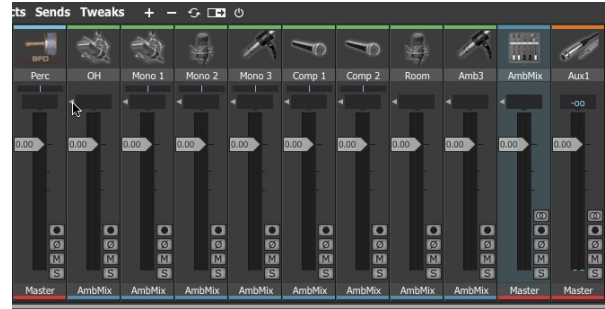 cts Sends Tweaks + −
BFD
Perc OH Mono 1 Mono 2 Mono 3 Comp 1 Comp 2 Room Amb3 AmbMix Aux1
-oo
0.00 0.00 0.00 0.00 0.00 0.00 0.00 0.00 0.00 0.00 0.00
Ø Ø Ø Ø Ø Ø Ø Ø Ø Ø Ø
M M M M M M M M M M M
S S S S S S S S S S -- S
Master AmbMix AmbMix AmbMix AmbMix AmbMix AmbMix AmbMix AmbMix Master Master